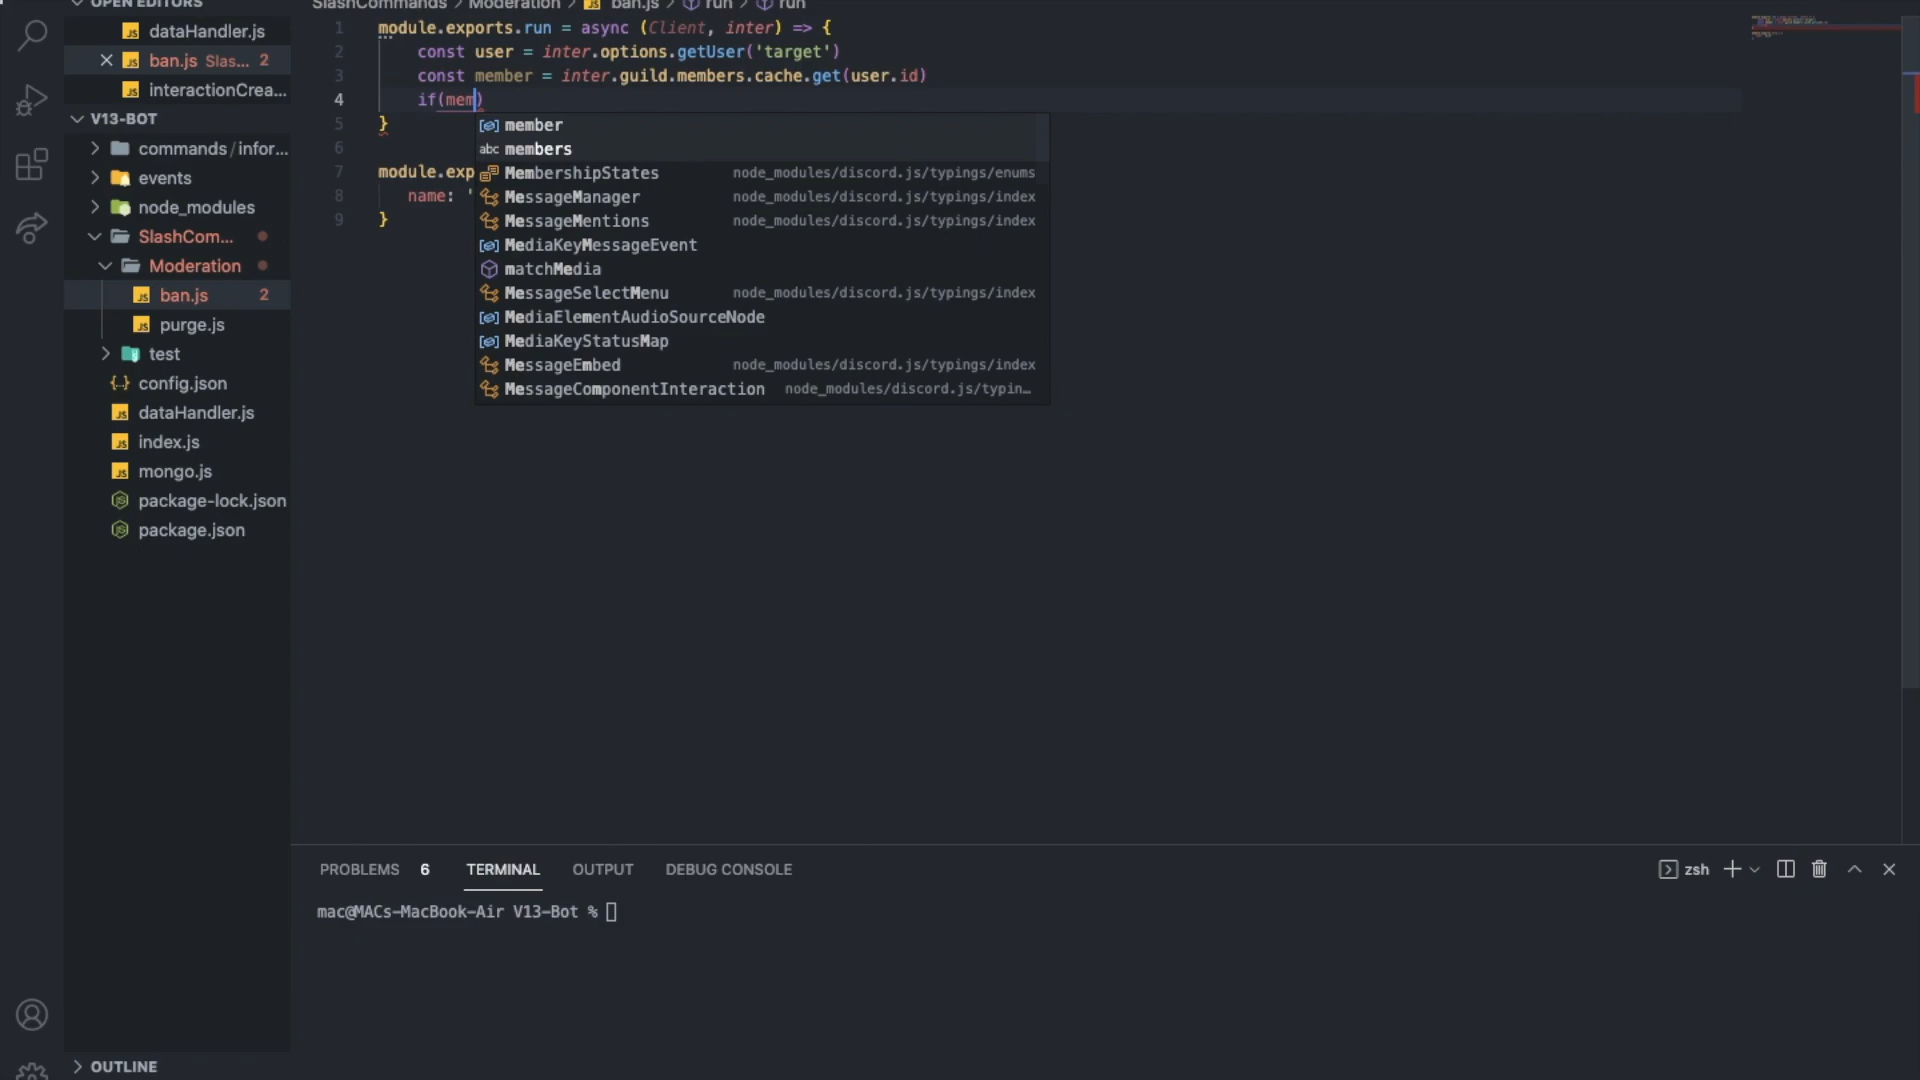 OPEN EDITORS
dataHandler.js
ban.js Slas... 2
interactionCrea...
V13-BOT
commands/infor...
events
node_modules
SlashCom...
Moderation
ban.js 2
purge.js
test
config.json
dataHandler.js
index.js
mongo.js
package-lock.json
package.json
OUTLINE
SlashCommands > Moderation > JS ban.js > run > run
1 module.exports.run = async (Client, inter) => {
2 const user = inter.options.getUser('target')
3 const member = inter.guild.members.cache.get(user.id)
4 if(mem)
5 }
6
7 module.exp
8 name: '
9 }
member
abc members
MembershipStates node_modules/discord.js/typings/enums
MessageManager node_modules/discord.js/typings/index
MessageMentions node_modules/discord.js/typings/index
MediaKeyMessageEvent
matchMedia
MessageSelectMenu node_modules/discord.js/typings/index
MediaElementAudioSourceNode
MediaKeyStatusMap
MessageEmbed node_modules/discord.js/typings/index
MessageComponentInteraction node_modules/discord.js/typin...
PROBLEMS 6 TERMINAL OUTPUT DEBUG CONSOLE
zsh
mac@MACs-MacBook-Air V13-Bot %